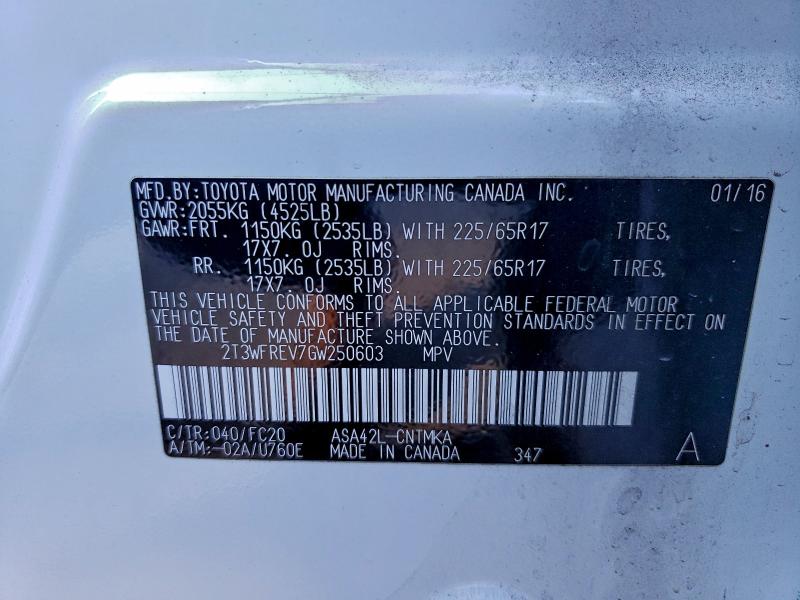 MFD.BY:TOYOTA MOTOR MANUFACTURING CANADA INC. 01/16
GVWR:2055KG (4525LB)
GAWR:FRT. 1150KG (2535LB) WITH 225/65R17 TIRES,
17X7. 0J RIMS.
RR. 1150KG (2535LB) WITH 225/65R17 TIRES,
17X7. 0J RIMS.
THIS VEHICLE CONFORMS TO ALL APPLICABLE FEDERAL MOTOR
VEHICLE SAFETY AND THEFT PREVENTION STANDARDS IN EFFECT ON
THE DATE OF MANUFACTURE SHOWN ABOVE.
2T3WFREV7GW250603 MPV
C/TR:040/FC20 ASA42L-CNTMKA
A/TM:-02A/U760E MADE IN CANADA 347 A